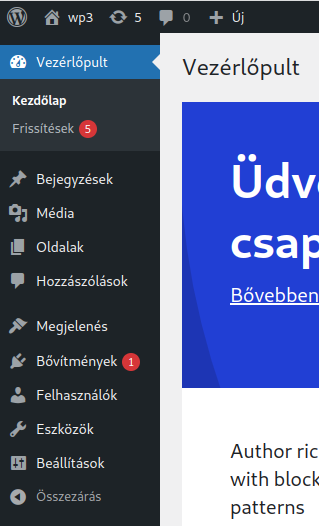 wp3 5 0 Új
Vezérlőpult
Kezdőlap
Frissítések 5
Bejegyzések
Média
Oldalak
Hozzászólások
Megjelenés
Bővítmények 1
Felhasználók
Eszközök
Beállítások
Összezárás
Vezérlőpult
Üdv
csap
Bővebben
Author ric
with block
patterns